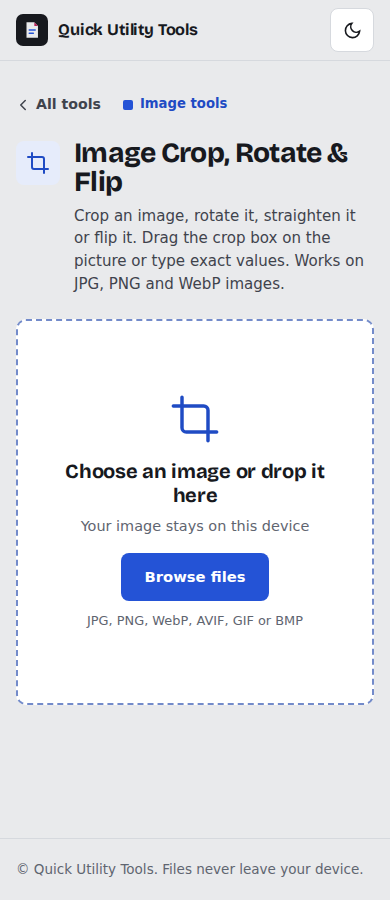 Quick Utility Tools
All tools
Image tools
Image Crop, Rotate &
Flip
Crop an image, rotate it, straighten it
or flip it. Drag the crop box on the
picture or type exact values. Works on
JPG, PNG and WebP images.
Choose an image or drop it
here
Your image stays on this device
Browse files
JPG, PNG, WebP, AVIF, GIF or BMP
© Quick Utility Tools. Files never leave your device.